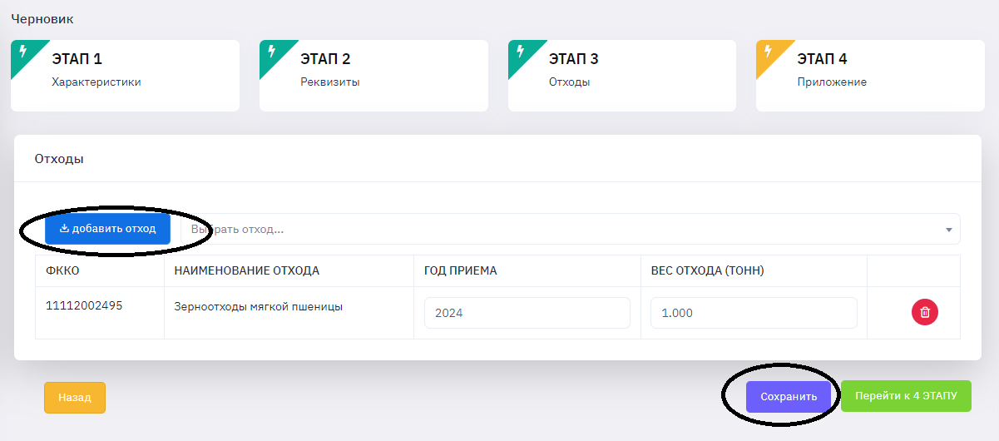 Черновик
ЭТАП 1
Характеристики
ЭТАП 2
Реквизиты
ЭТАП 3
Отходы
ЭТАП 4
Приложение
Отходы
добавить отход
Выбрать отход...
ФККО
НАИМЕНОВАНИЕ ОТХОДА
ГОД ПРИЕМА
ВЕС ОТХОДА (ТОНН)
11112002495
Зерноотходы мягкой пшеницы
2024
1.000
Назад
Сохранить
Перейти к 4 ЭТАПУ